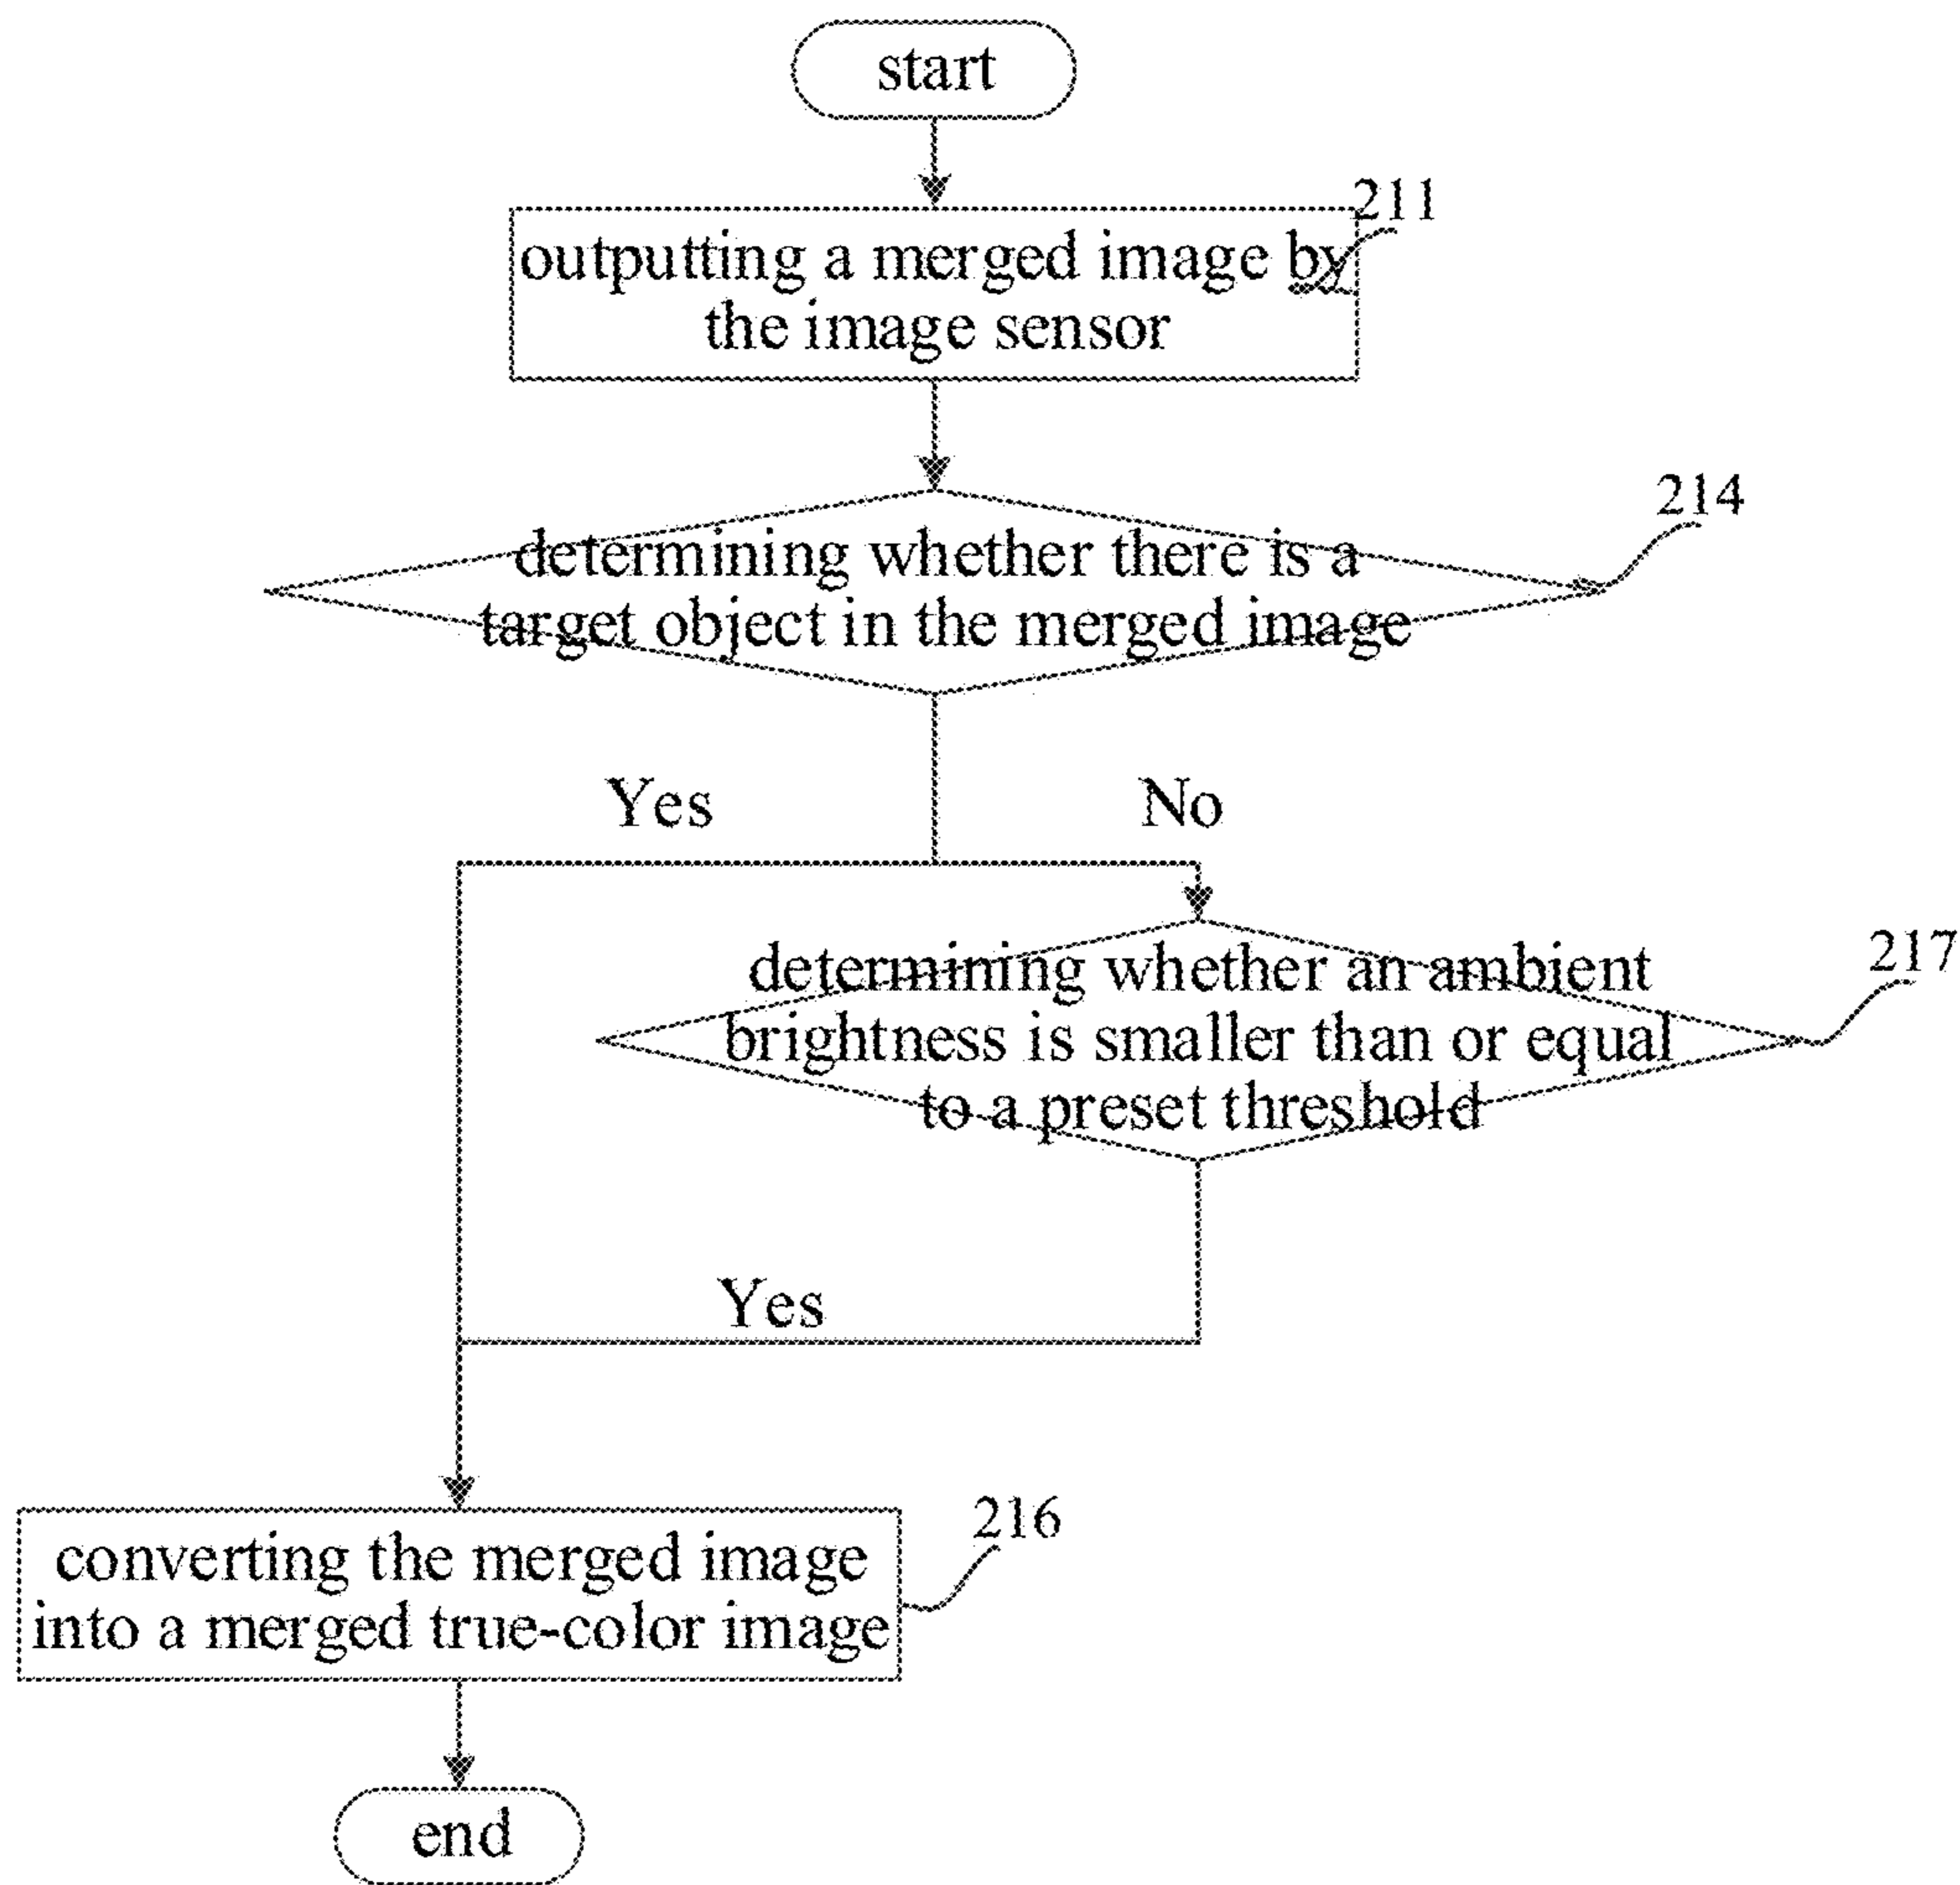 start
211
outputting a merged image by
the image sensor
214
determining whether there is a
target object in the merged image
Yes
No
217
determining whether an ambient
brightness is smaller than or equal
to a preset threshold
Yes
216
converting the merged image
into a merged true-color image
end